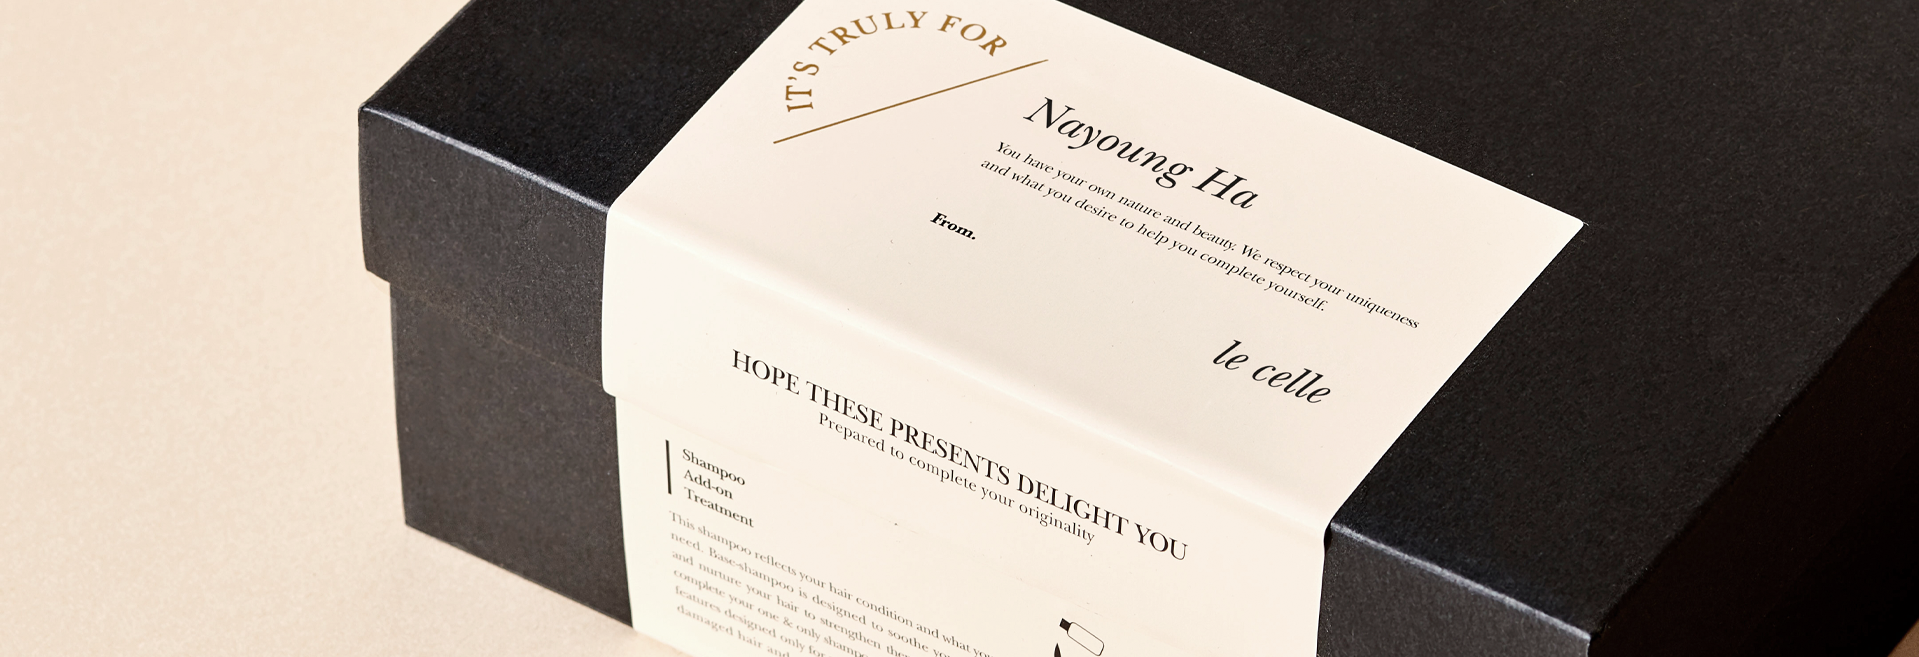 IT'S TRULY FOR
Nayoung Ha
You have your own nature and beauty. We respect your uniqueness
and what you desire to help you complete yourself.
From.
le celle
HOPE THESE PRESENTS DELIGHT YOU
Prepared to complete your originality
Shampoo
Add-on
Treatment
This shampoo reflects your hair condition and what you
need. Base-shampoo is designed to soothe
and nurture your hair to strengthen
complete your one & only
features designed only for
damaged hair and